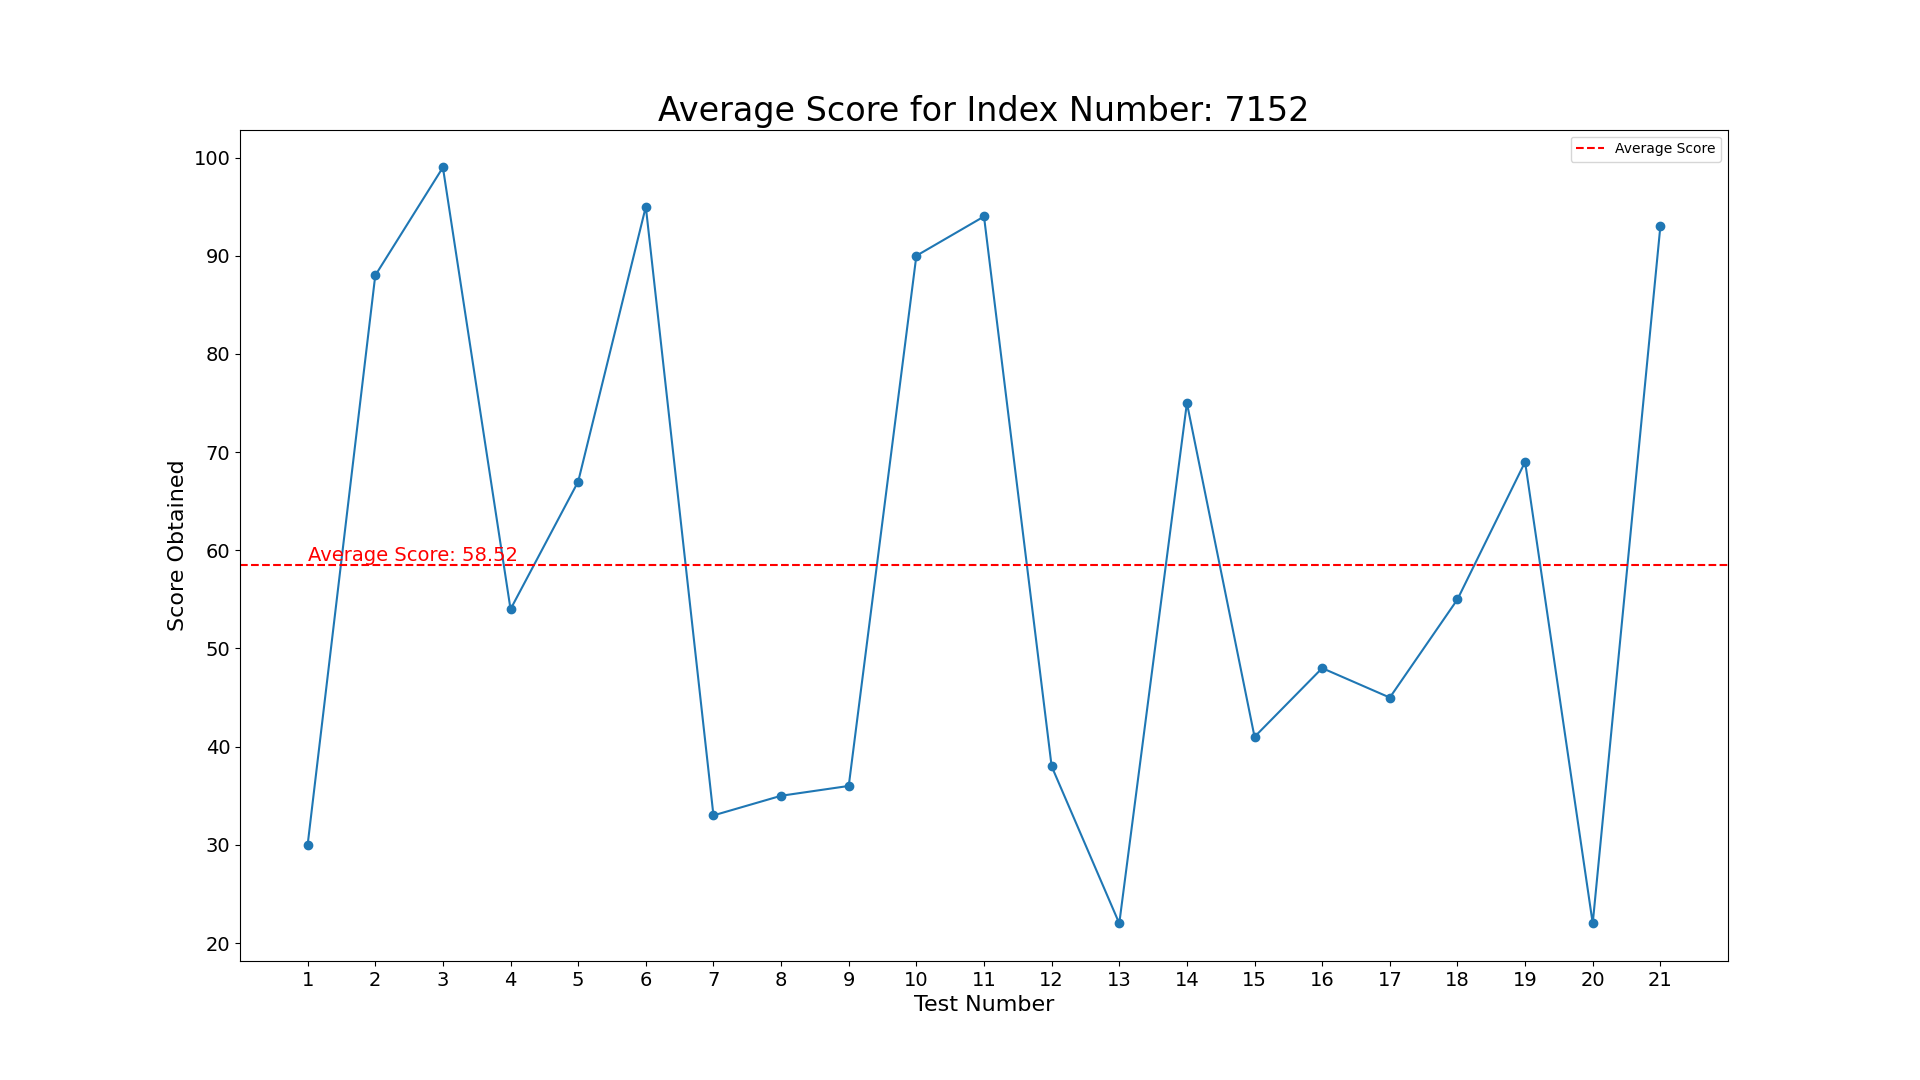 Average Score for Index Number: 7152
Average Score
100
90
80
70
60
50
40
30
20
Score Obtained
Average Score: 58.52
1 2 3 4 5 6 7 8 9 10 11 12 13 14 15 16 17 18 19 20 21
Test Number